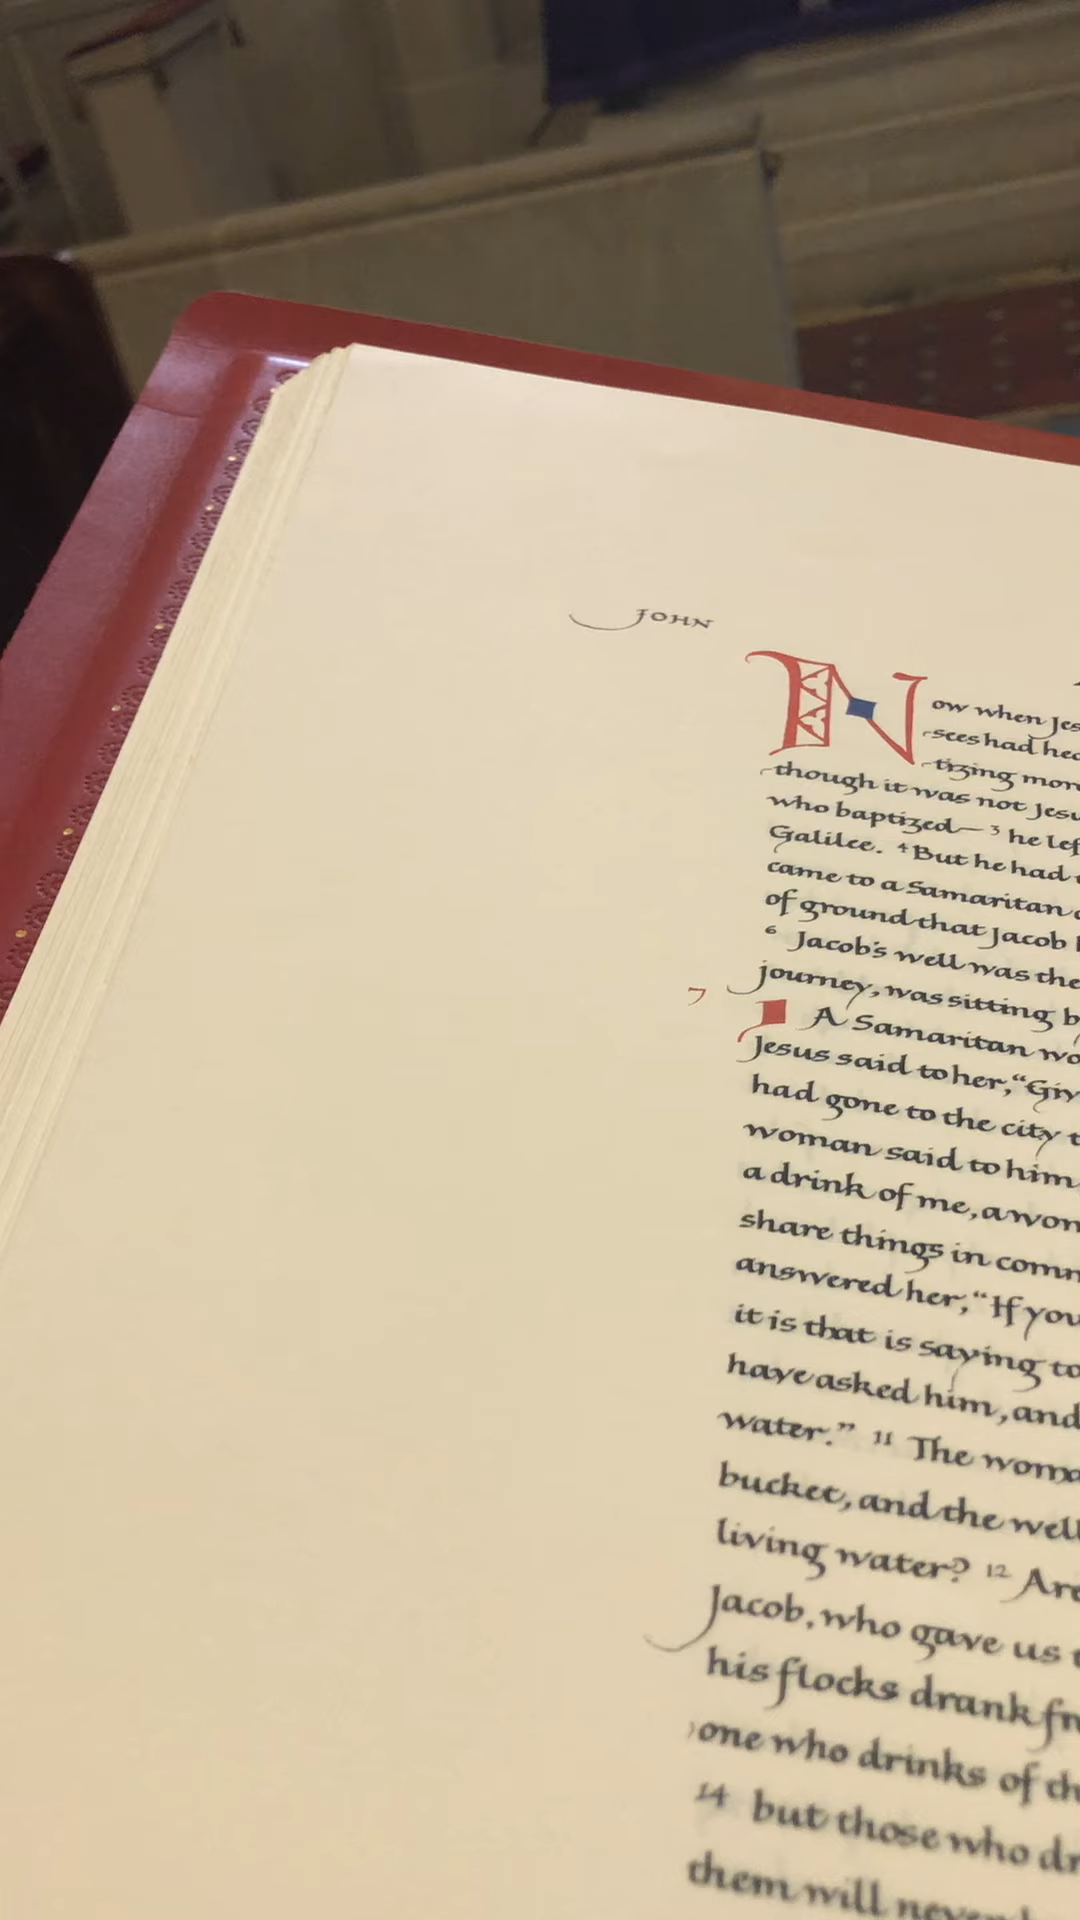 JOHN
Now when Jes
sees had hea
tizing more
though it was not Jesu
who baptized— ³ he lef
Galilee. ⁴ But he had
came to a Samaritan
of ground that Jacob
⁶ Jacob's well was the
journey, was sitting b
7 A Samaritan wo
Jesus said to her, “Giv
had gone to the city t
woman said to him
a drink of me, a wom
share things in comm
answered her, “If you
it is that is saying to
have asked him, and
water.” ¹¹ The woma
bucket, and the well
living water? ¹² Are
Jacob, who gave us
his flocks drank fr
one who drinks of th
14 but those who dr
them will never